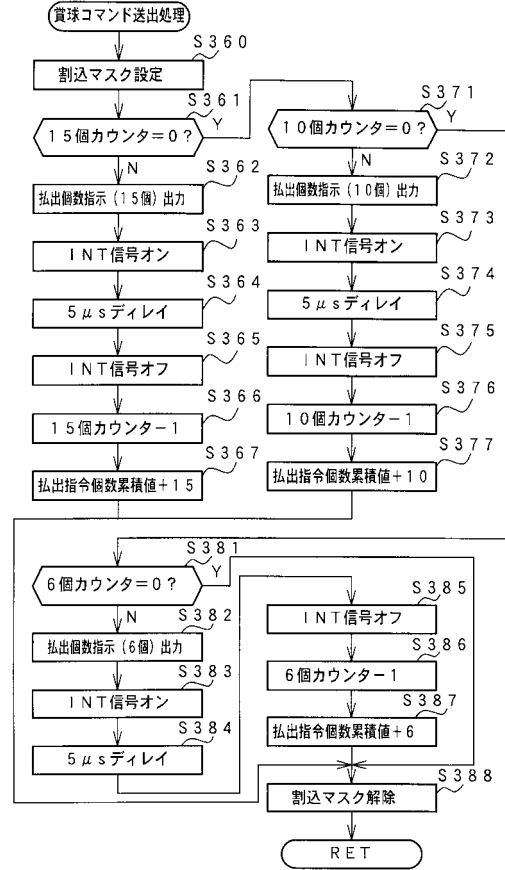 賞球コマンド送出処理
S360
割込マスク設定
S361
15個カウンタ=0?
Y
N
S362
払出個数指示(15個)出力
S363
INT信号オン
S364
5μsディレイ
S365
INT信号オフ
S366
15個カウンタ-1
S367
払出指令個数累積値+15
S371
10個カウンタ=0?
Y
N
S372
払出個数指示(10個)出力
S373
INT信号オン
S374
5μsディレイ
S375
INT信号オフ
S376
10個カウンタ-1
S377
払出指令個数累積値+10
S381
6個カウンタ=0?
Y
N
S382
払出個数指示(6個)出力
S383
INT信号オン
S384
5μsディレイ
S385
INT信号オフ
S386
6個カウンタ-1
S387
払出指令個数累積値+6
S388
割込マスク解除
RET